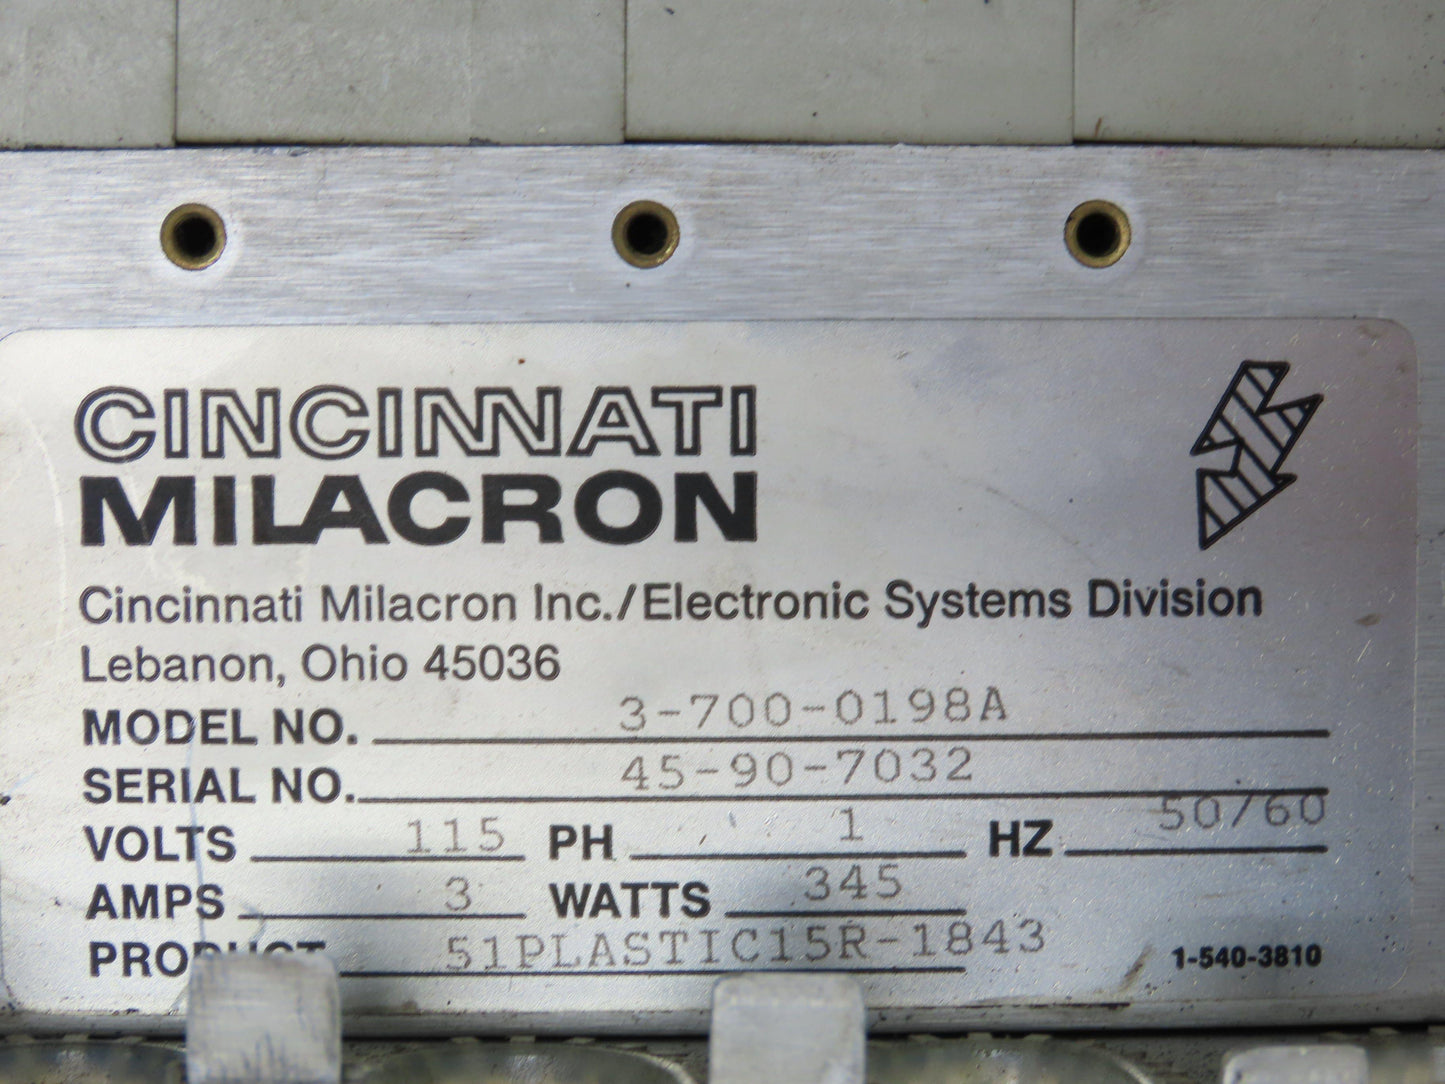 CINCINNATI
MILACRON
Cincinnati Milacron Inc./Electronic Systems Division
Lebanon, Ohio 45036
MODEL NO. 3-700-0198A
SERIAL NO. 45-90-7032
VOLTS 115 PH 1 HZ 50/60
AMPS 3 WATTS 345
PRODUCT 51PLASTIC15R-1843 1-540-3810